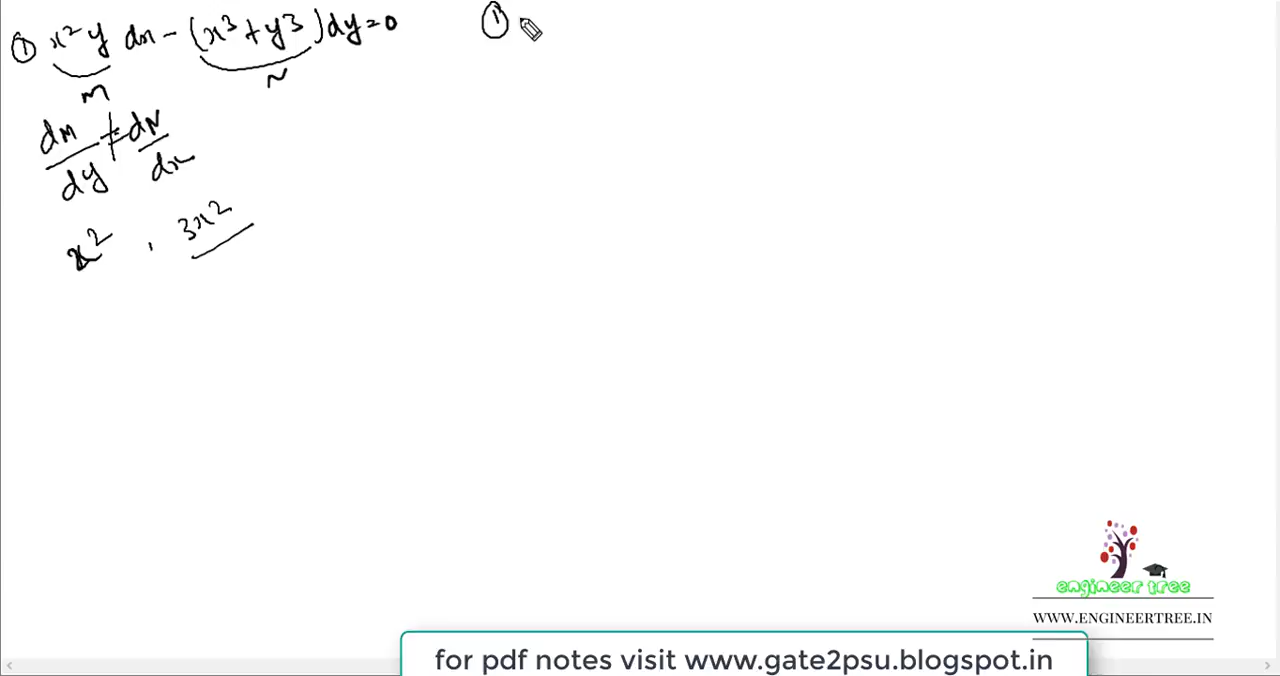 ① x² y dx - (x³ + y³) dy = 0
M
N
dM/dy ≠ dN/dx
x² , 3x²
①
engineer tree
WWW.ENGINEERTREE.IN
for pdf notes visit www.gate2psu.blogspot.in